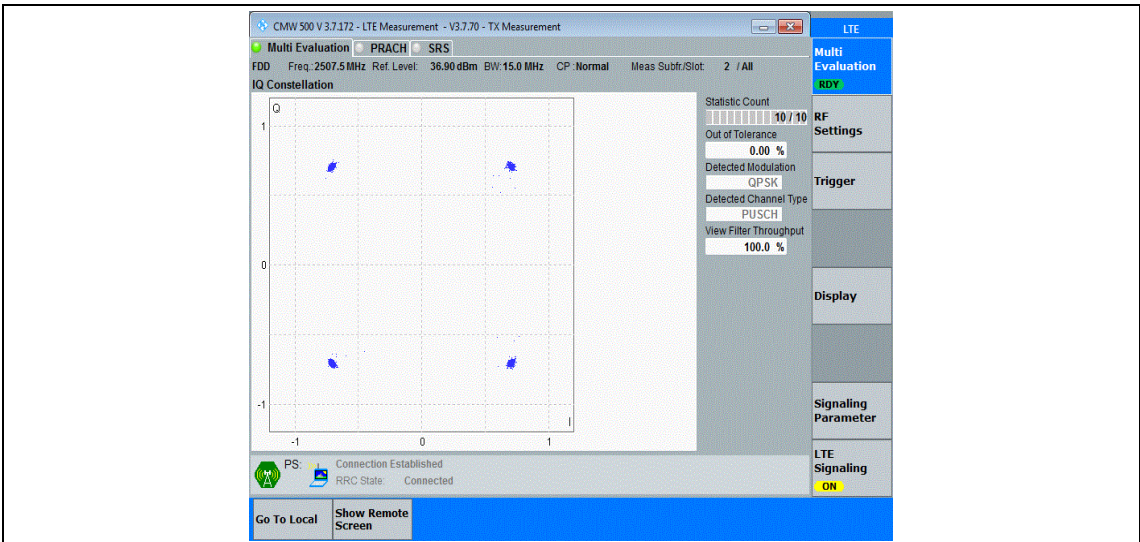 CMW 500 V 3.7.172 - LTE Measurement - V3.7.70 - TX Measurement
LTE
Multi Evaluation PRACH SRS
FDD Freq.:2507.5 MHz Ref. Level: 36.90 dBm BW:15.0 MHz CP :Normal Meas Subfr./Slot: 2 / All
IQ Constellation
Q
1
0
-1
-1
0
1
I
Statistic Count
10 / 10
Out of Tolerance
0.00 %
Detected Modulation
QPSK
Detected Channel Type
PUSCH
View Filter Throughput
100.0 %
Multi
Evaluation
RDY
RF
Settings
Trigger
Display
Signaling
Parameter
LTE
Signaling
ON
PS: Connection Established
RRC State: Connected
Go To Local
Show Remote
Screen